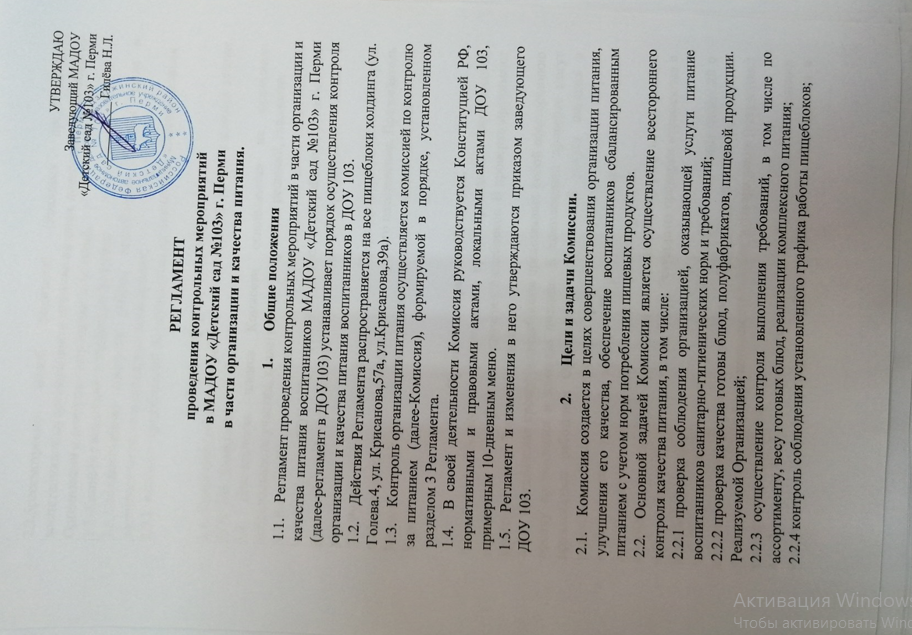 УТВЕРЖДАЮ
Заведующий МАДОУ
«Детский сад №103» г. Перми
Гилёва Н.Л.
РЕГЛАМЕНТ
проведения контрольных мероприятий
в МАДОУ «Детский сад №103» г. Перми
в части организации и качества питания.
1. Общие положения
1.1. Регламент проведения контрольных мероприятий в части организации и
качества питания воспитанников МАДОУ «Детский сад №103» г. Перми
(далее-регламент в ДОУ103) устанавливает порядок осуществления контроля
организации и качества питания воспитанников в ДОУ 103.
1.2. Действия Регламента распространяется на все пищеблоки холдинга (ул.
Голева.4, ул. Крисанова,57а, ул.Крисанова,39а).
1.3. Контроль организации питания осуществляется комиссией по контролю
за питанием (далее-Комиссия), формируемой в порядке, установленном
разделом 3 Регламента.
1.4. В своей деятельности Комиссия руководствуется Конституцией РФ,
нормативными и правовыми актами, локальными актами ДОУ 103,
примерным 10-дневным меню.
1.5. Регламент и изменения в него утверждаются приказом заведующего
ДОУ 103.
2. Цели и задачи Комиссии.
2.1. Комиссия создается в целях совершенствования организации питания,
улучшения его качества, обеспечение воспитанников сбалансированным
питанием с учетом норм потребления пищевых продуктов.
2.2. Основной задачей Комиссии является осуществление всестороннего
контроля качества питания, в том числе:
2.2.1 проверка соблюдения организацией, оказывающей услуги питание
воспитанников санитарно-гигиенических норм и требований;
2.2.2 проверка качества готовы блюд, полуфабрикатов, пищевой продукции.
Реализуемой Организацией;
2.2.3 осуществление контроля выполнения требований, в том числе по
ассортименту, весу готовых блюд, реализации комплексного питания;
2.2.4 контроль соблюдения установленного графика работы пищеблоков;
Активация Windows
Чтобы активировать Wind